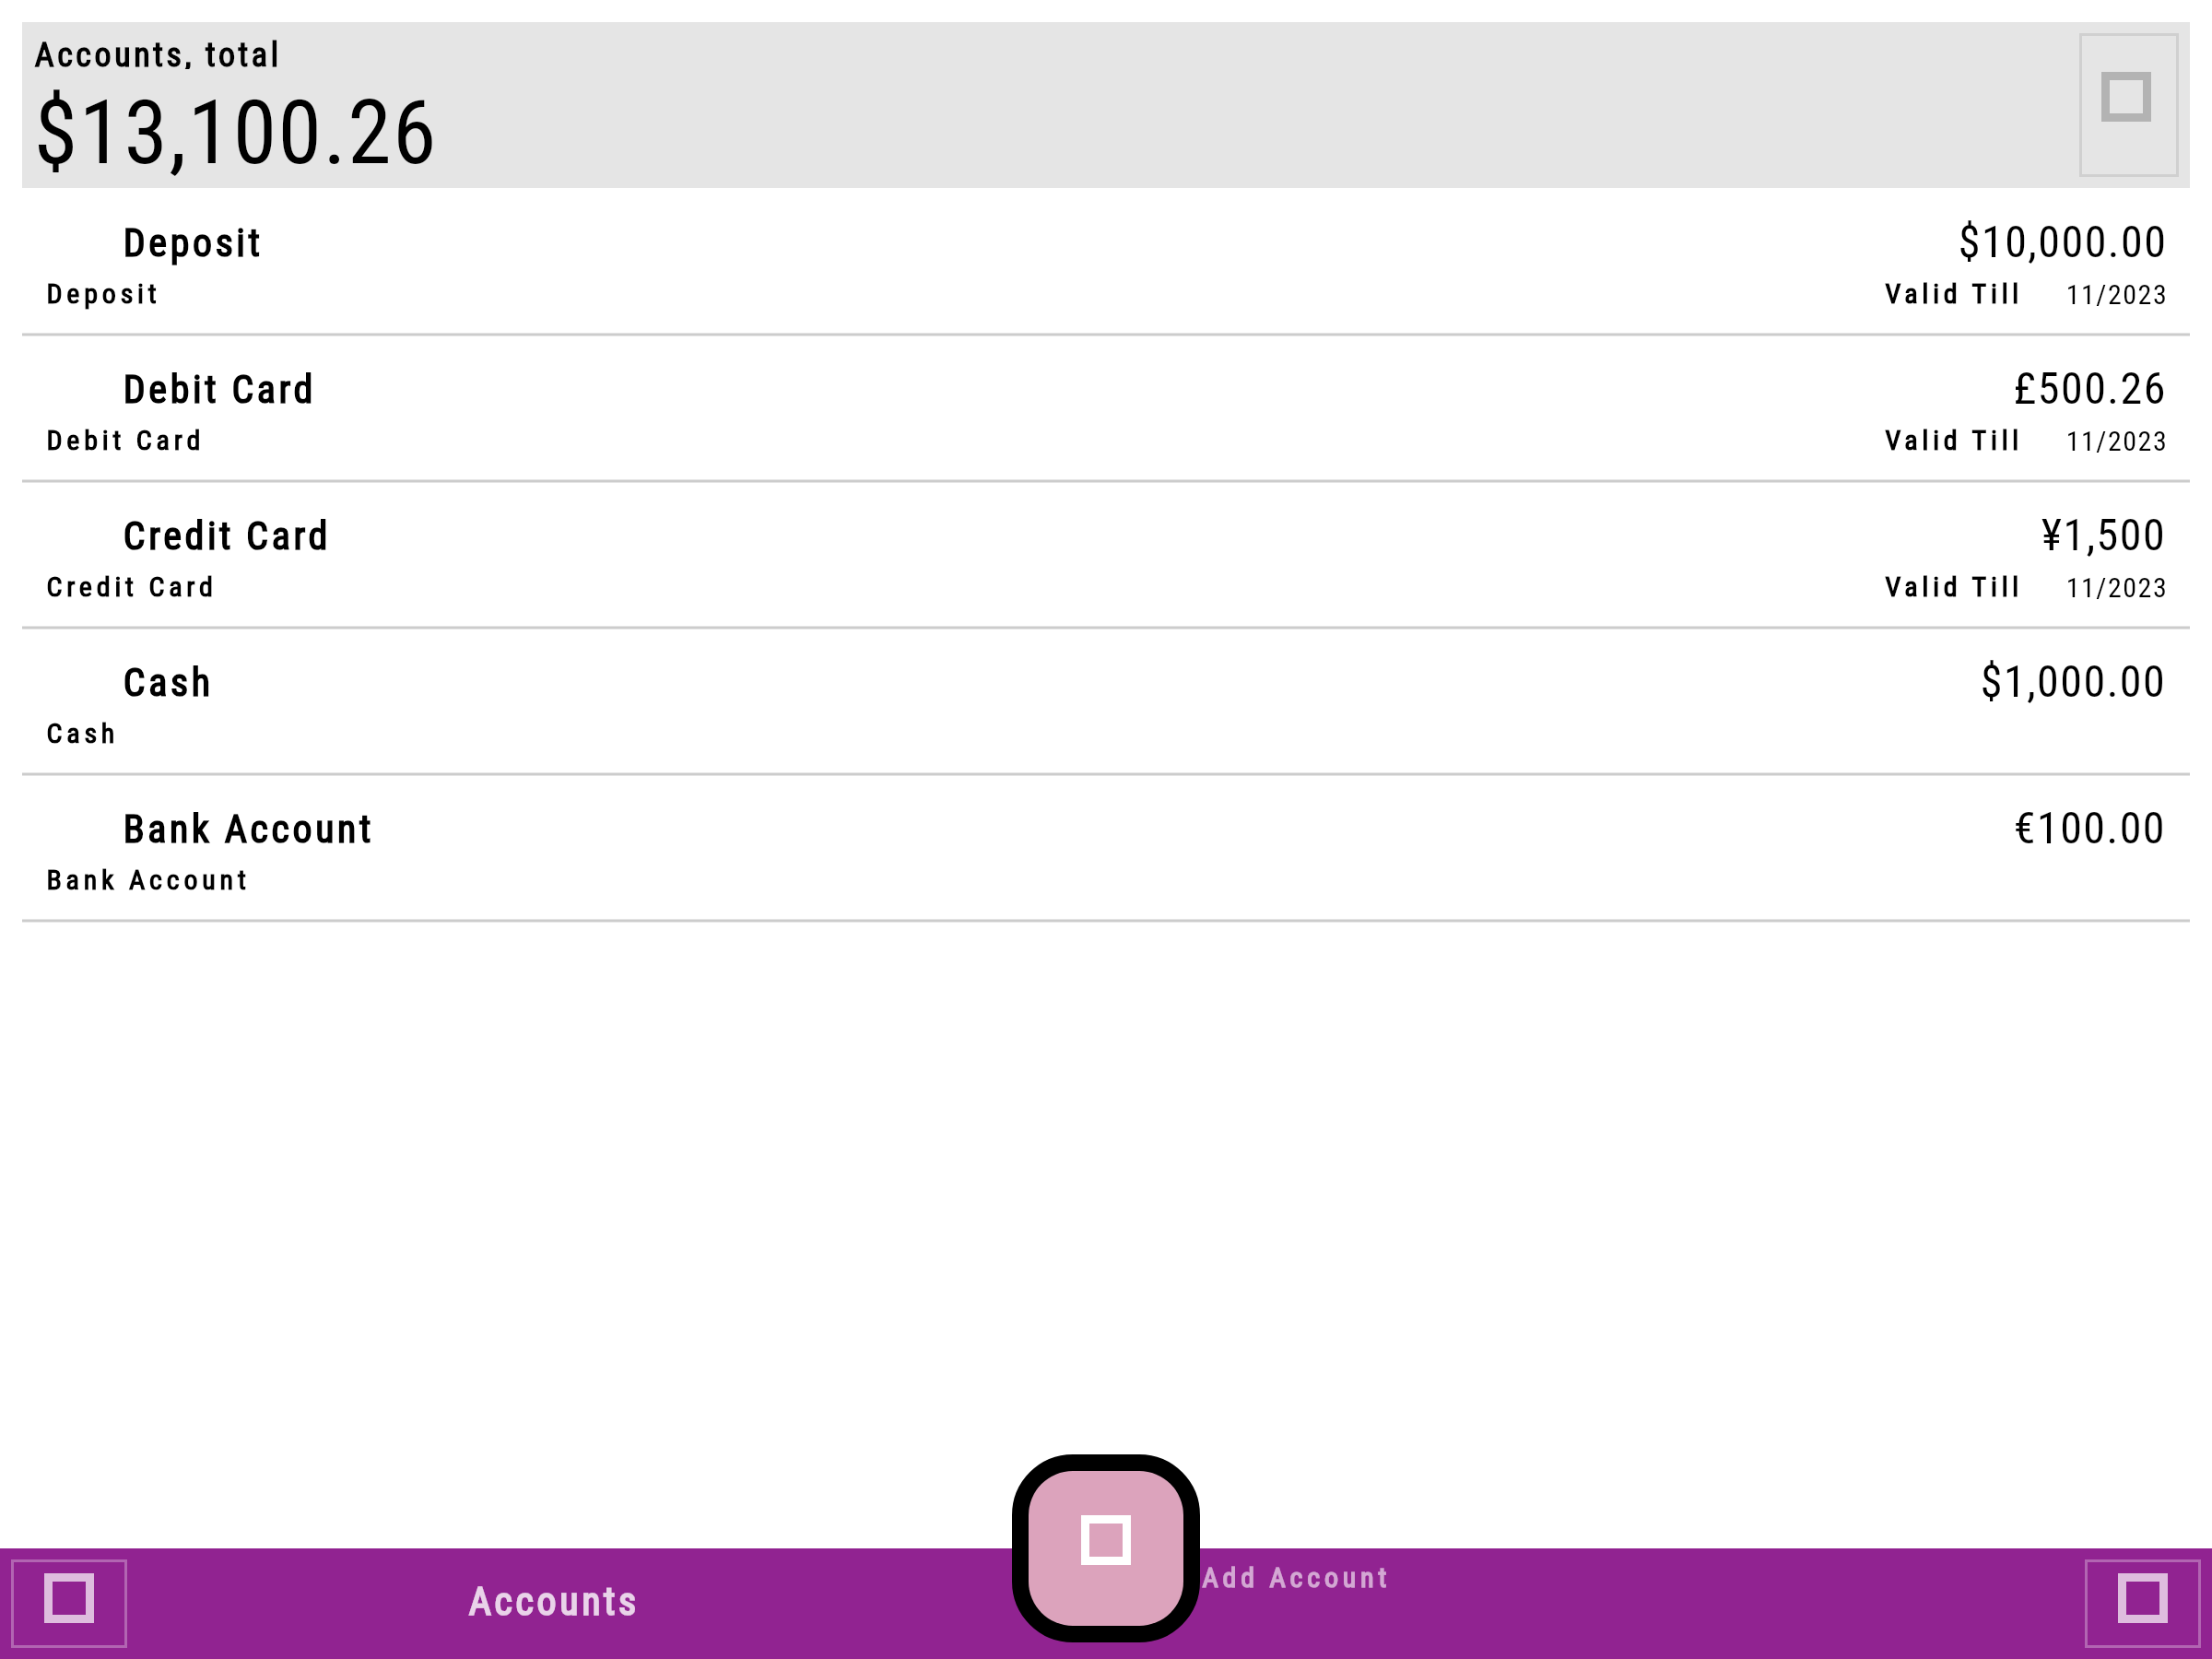 Accounts, total
$13,100.26
Deposit $10,000.00
Deposit Valid Till 11/2023
Debit Card £500.26
Debit Card Valid Till 11/2023
Credit Card ¥1,500
Credit Card Valid Till 11/2023
Cash $1,000.00
Cash
Bank Account €100.00
Bank Account
Add Account
Accounts